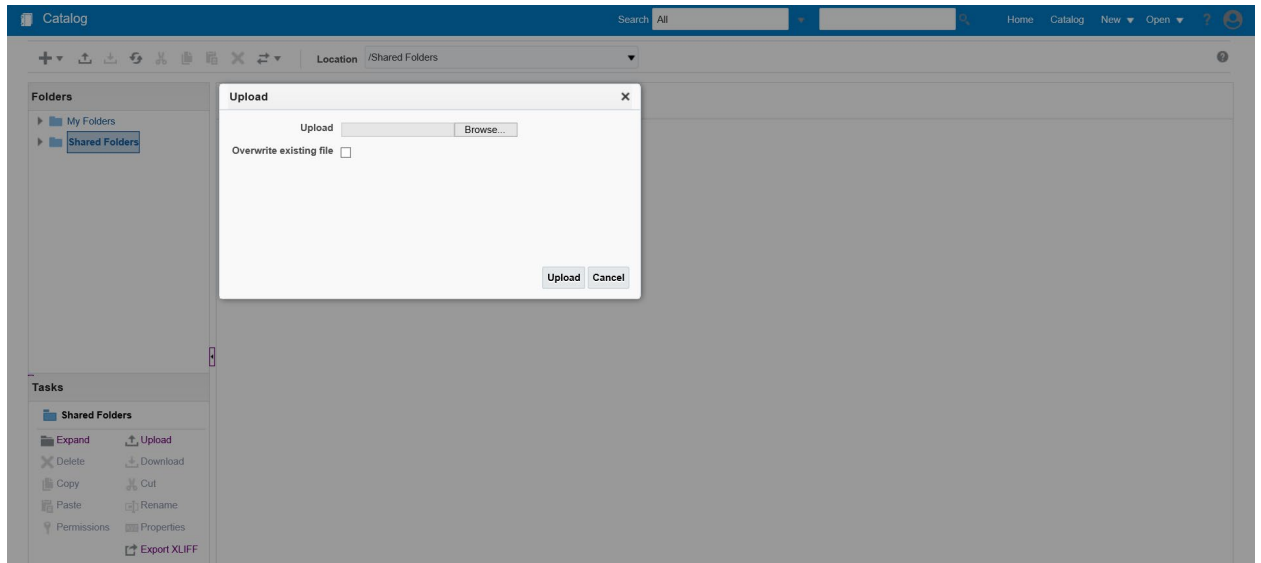 Catalog Search All Home Catalog New Open ?
Location /Shared Folders
Folders
My Folders
Shared Folders
Upload
Upload Browse...
Overwrite existing file
Upload Cancel
Tasks
Shared Folders
Expand Upload
Delete Download
Copy Cut
Paste Rename
Permissions Properties
Export XLIFF